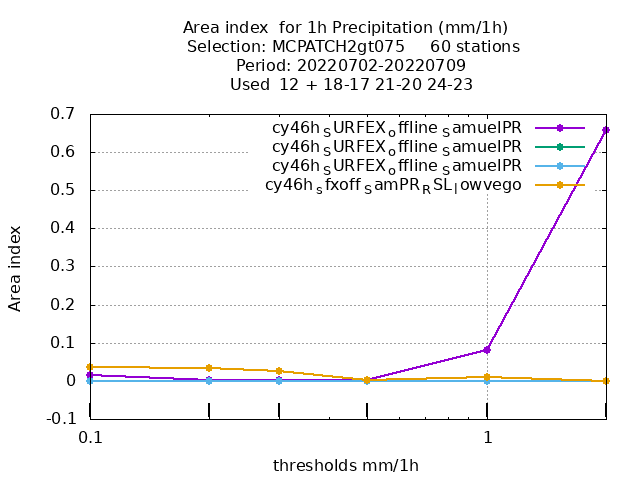 Area index  for 1h Precipitation (mm/1h)
Selection: MCPATCH2gt075     60 stations
Period: 20220702-20220709
Used  12 + 18-17 21-20 24-23
cy46h_SURFEX_offline_SamuelPR
cy46h_SURFEX_offline_SamuelPR
cy46h_SURFEX_offline_SamuelPR
cy46h_sfxoff_SamPR_RSL_lowvego
0.7
0.6
0.5
0.4
0.3
0.2
0.1
0
-0.1
Area index
0.1 1
thresholds mm/1h